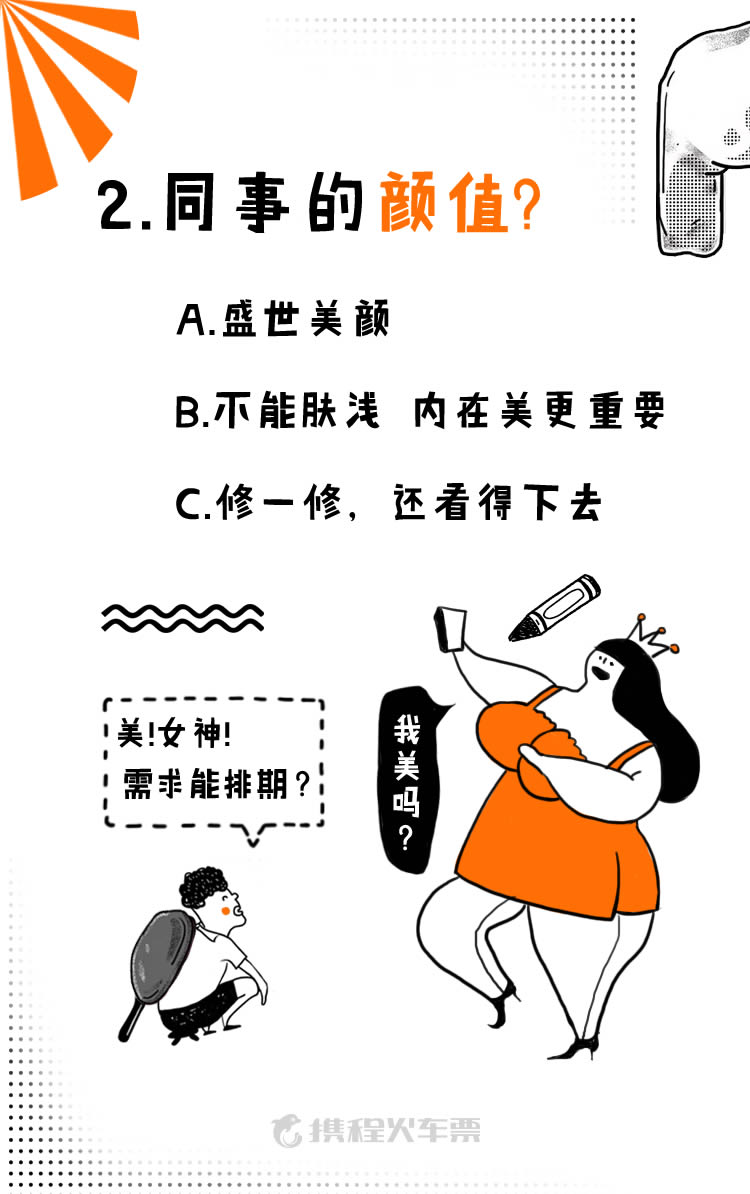 2.同事的颜值?
A.盛世美颜
B.不能肤浅 内在美更重要
C.修一修，还看得下去
美!女神!
需求能排期?
我美吗?
携程火车票